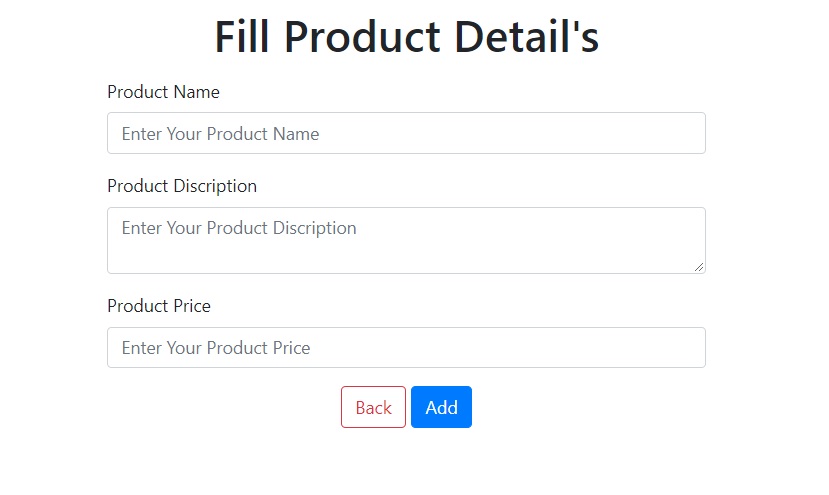 Fill Product Detail's
Product Name
Enter Your Product Name
Product Discription
Enter Your Product Discription
Product Price
Enter Your Product Price
Back Add